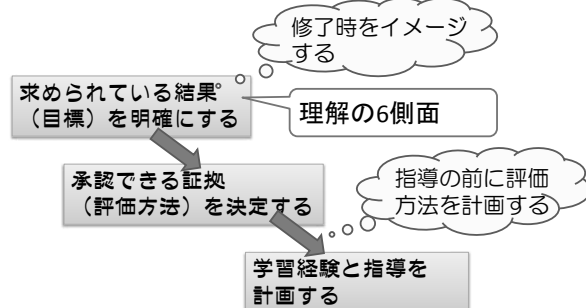 修了時をイメージ
する
求められている結果
（目標）を明確にする
理解の6側面
承認できる証拠
（評価方法）を決定する
指導の前に評価
方法を計画する
学習経験と指導を
計画する